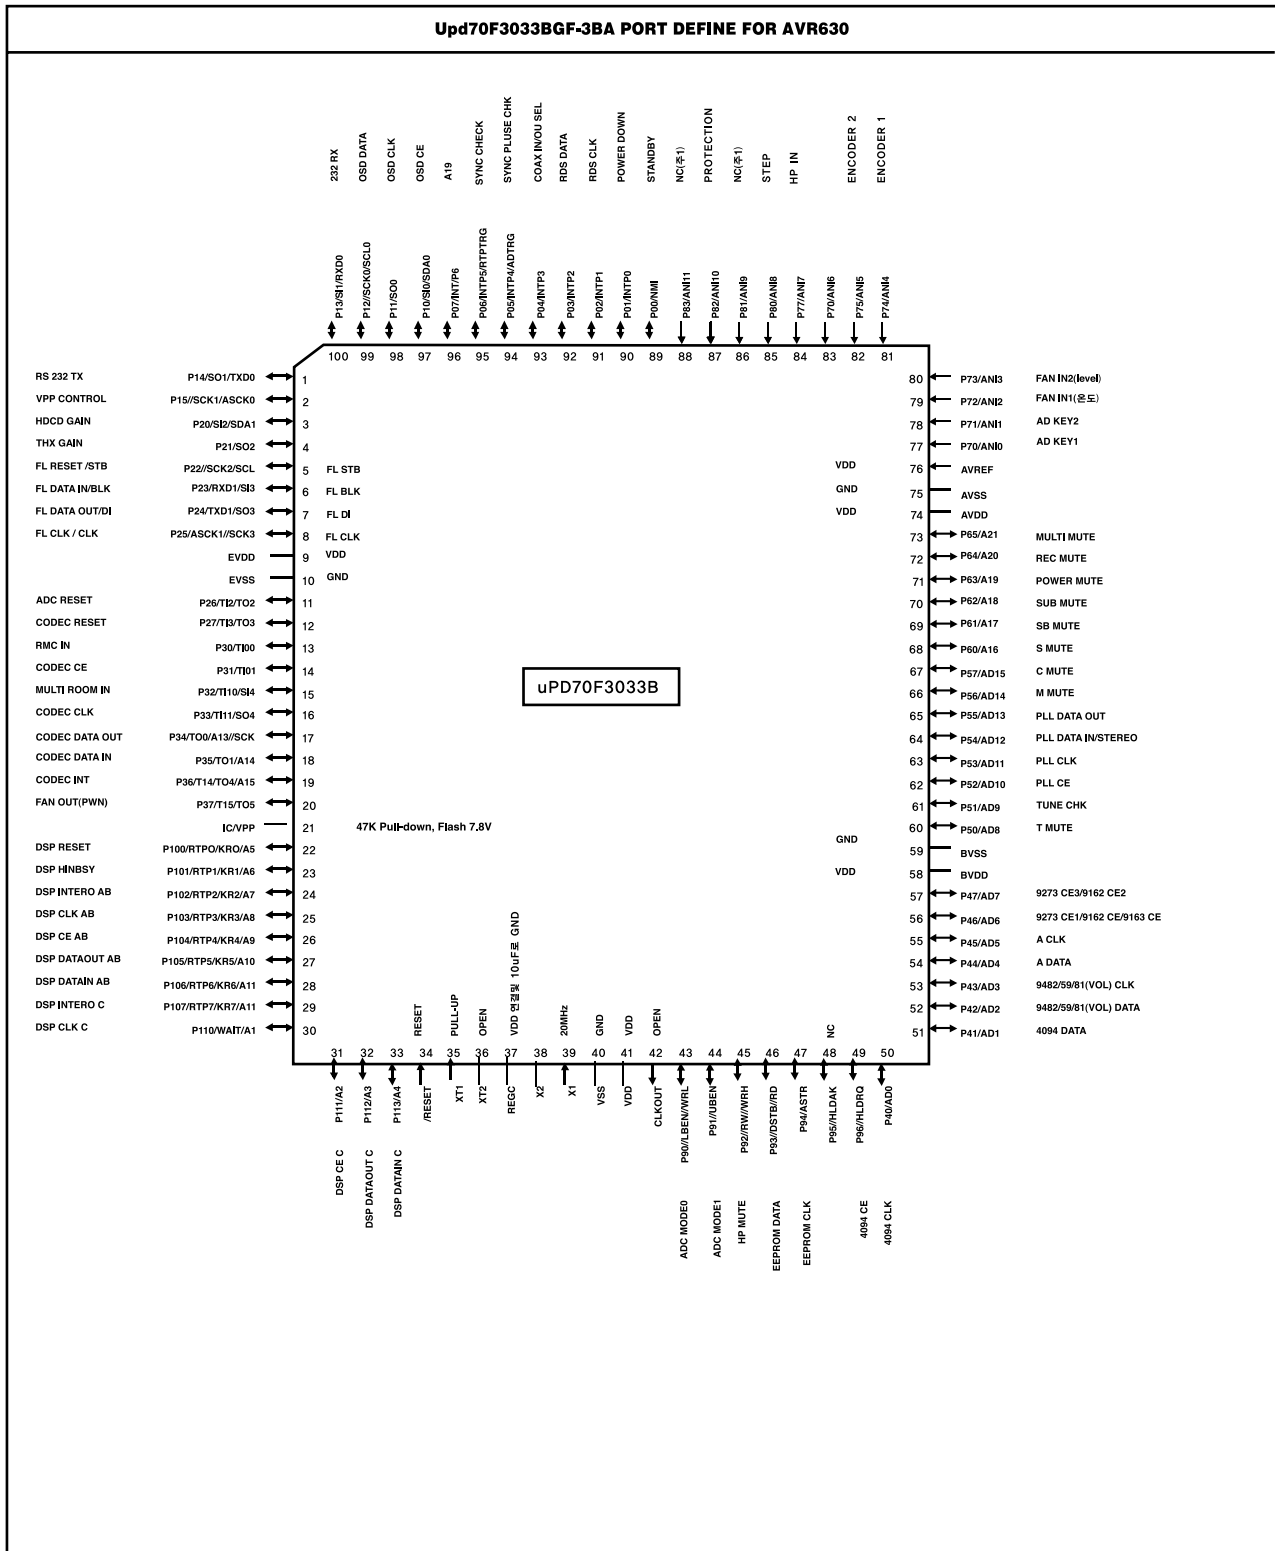 Upd70F3033BGF-3BA PORT DEFINE FOR AVR630
232 RX
OSD DATA
OSD CLK
OSD CE
A19
SYNC CHECK
SYNC PLUSE CHK
COAX IN/OU SEL
RDS DATA
RDS CLK
POWER DOWN
STANDBY
NC(주1)
PROTECTION
NC(주1)
STEP
HP IN
ENCODER 2
ENCODER 1
P13/SI1/RXD0
P12//SCK0/SCL0
P11/SO0
P10/SI0/SDA0
P07/INT/P6
P06/INTP5/RTPTRG
P05/INTP4/ADTRG
P04/INTP3
P03/INTP2
P02/INTP1
P01/INTP0
P00/NMI
P83/ANI11
P82/ANI10
P81/ANI9
P80/ANI8
P77/ANI7
P70/ANI6
P75/ANI5
P74/ANI4
100 99 98 97 96 95 94 93 92 91 90 89 88 87 86 85 84 83 82 81
RS 232 TX P14/SO1/TXD0 1
VPP CONTROL P15//SCK1/ASCK0 2
HDCD GAIN P20/SI2/SDA1 3
THX GAIN P21/SO2 4
FL RESET /STB P22//SCK2/SCL 5 FL STB
FL DATA IN/BLK P23/RXD1/SI3 6 FL BLK
FL DATA OUT/DI P24/TXD1/SO3 7 FL DI
FL CLK / CLK P25/ASCK1//SCK3 8 FL CLK
EVDD 9 VDD
EVSS 10 GND
ADC RESET P26/TI2/TO2 11
CODEC RESET P27/TI3/TO3 12
RMC IN P30/TI00 13
CODEC CE P31/TI01 14
MULTI ROOM IN P32/TI10/SI4 15
CODEC CLK P33/TI11/SO4 16
CODEC DATA OUT P34/TO0/A13//SCK 17
CODEC DATA IN P35/TO1/A14 18
CODEC INT P36/T14/TO4/A15 19
FAN OUT(PWN) P37/T15/TO5 20
IC/VPP 21 47K Pull-down, Flash 7.8V
DSP RESET P100/RTPO/KRO/A5 22
DSP HINBSY P101/RTP1/KR1/A6 23
DSP INTERO AB P102/RTP2/KR2/A7 24
DSP CLK AB P103/RTP3/KR3/A8 25
DSP CE AB P104/RTP4/KR4/A9 26
DSP DATAOUT AB P105/RTP5/KR5/A10 27
DSP DATAIN AB P106/RTP6/KR6/A11 28
DSP INTERO C P107/RTP7/KR7/A11 29
DSP CLK C P110/WAIT/A1 30
uPD70F3033B
80 P73/ANI3 FAN IN2(level)
79 P72/ANI2 FAN IN1(온도)
78 P71/ANI1 AD KEY2
77 P70/ANI0 AD KEY1
VDD 76 AVREF
GND 75 AVSS
VDD 74 AVDD
73 P65/A21 MULTI MUTE
72 P64/A20 REC MUTE
71 P63/A19 POWER MUTE
70 P62/A18 SUB MUTE
69 P61/A17 SB MUTE
68 P60/A16 S MUTE
67 P57/AD15 C MUTE
66 P56/AD14 M MUTE
65 P55/AD13 PLL DATA OUT
64 P54/AD12 PLL DATA IN/STEREO
63 P53/AD11 PLL CLK
62 P52/AD10 PLL CE
61 P51/AD9 TUNE CHK
60 P50/AD8 T MUTE
GND 59 BVSS
VDD 58 BVDD
57 P47/AD7 9273 CE3/9162 CE2
56 P46/AD6 9273 CE1/9162 CE/9163 CE
55 P45/AD5 A CLK
54 P44/AD4 A DATA
53 P43/AD3 9482/59/81(VOL) CLK
52 P42/AD2 9482/59/81(VOL) DATA
51 P41/AD1 4094 DATA
RESET
PULL-UP
OPEN
VDD 연결및 10uF로 GND
20MHz
GND
VDD
OPEN
NC
31 32 33 34 35 36 37 38 39 40 41 42 43 44 45 46 47 48 49 50
P111/A2
P112/A3
P113/A4
/RESET
XT1
XT2
REGC
X2
X1
VSS
VDD
CLKOUT
P90//LBEN//WRL
P91//UBEN
P92//RW//WRH
P93//DSTB//RD
P94/ASTR
P95//HLDAK
P96//HLDRQ
P40/AD0
DSP CE C
DSP DATAOUT C
DSP DATAIN C
ADC MODE0
ADC MODE1
HP MUTE
EEPROM DATA
EEPROM CLK
4094 CE
4094 CLK